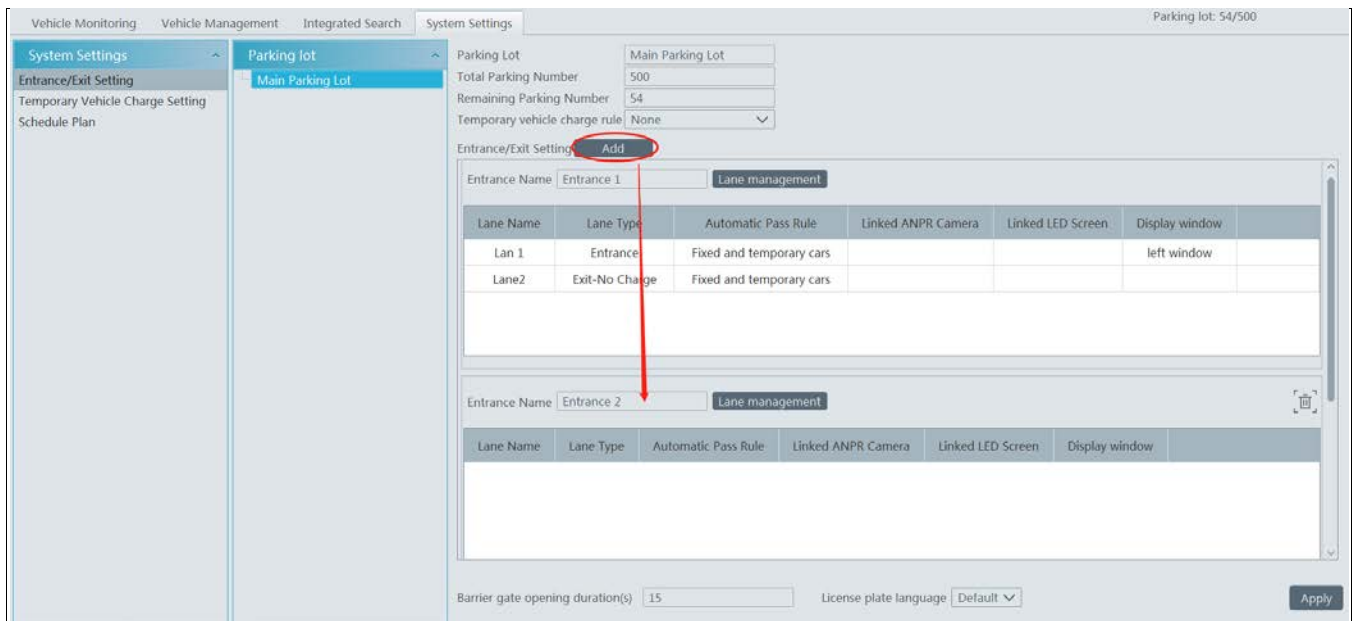 Vehicle Monitoring Vehicle Management Integrated Search System Settings Parking lot: 54/500
System Settings
Entrance/Exit Setting
Temporary Vehicle Charge Setting
Schedule Plan
Parking lot
Main Parking Lot
Parking Lot Main Parking Lot
Total Parking Number 500
Remaining Parking Number 54
Temporary vehicle charge rule None
Entrance/Exit Setting Add
Entrance Name Entrance 1 Lane management
Lane Name Lane Type Automatic Pass Rule Linked ANPR Camera Linked LED Screen Display window
Lan 1 Entrance Fixed and temporary cars left window
Lane2 Exit-No Charge Fixed and temporary cars
Entrance Name Entrance 2 Lane management
Lane Name Lane Type Automatic Pass Rule Linked ANPR Camera Linked LED Screen Display window
Barrier gate opening duration(s) 15 License plate language Default Apply